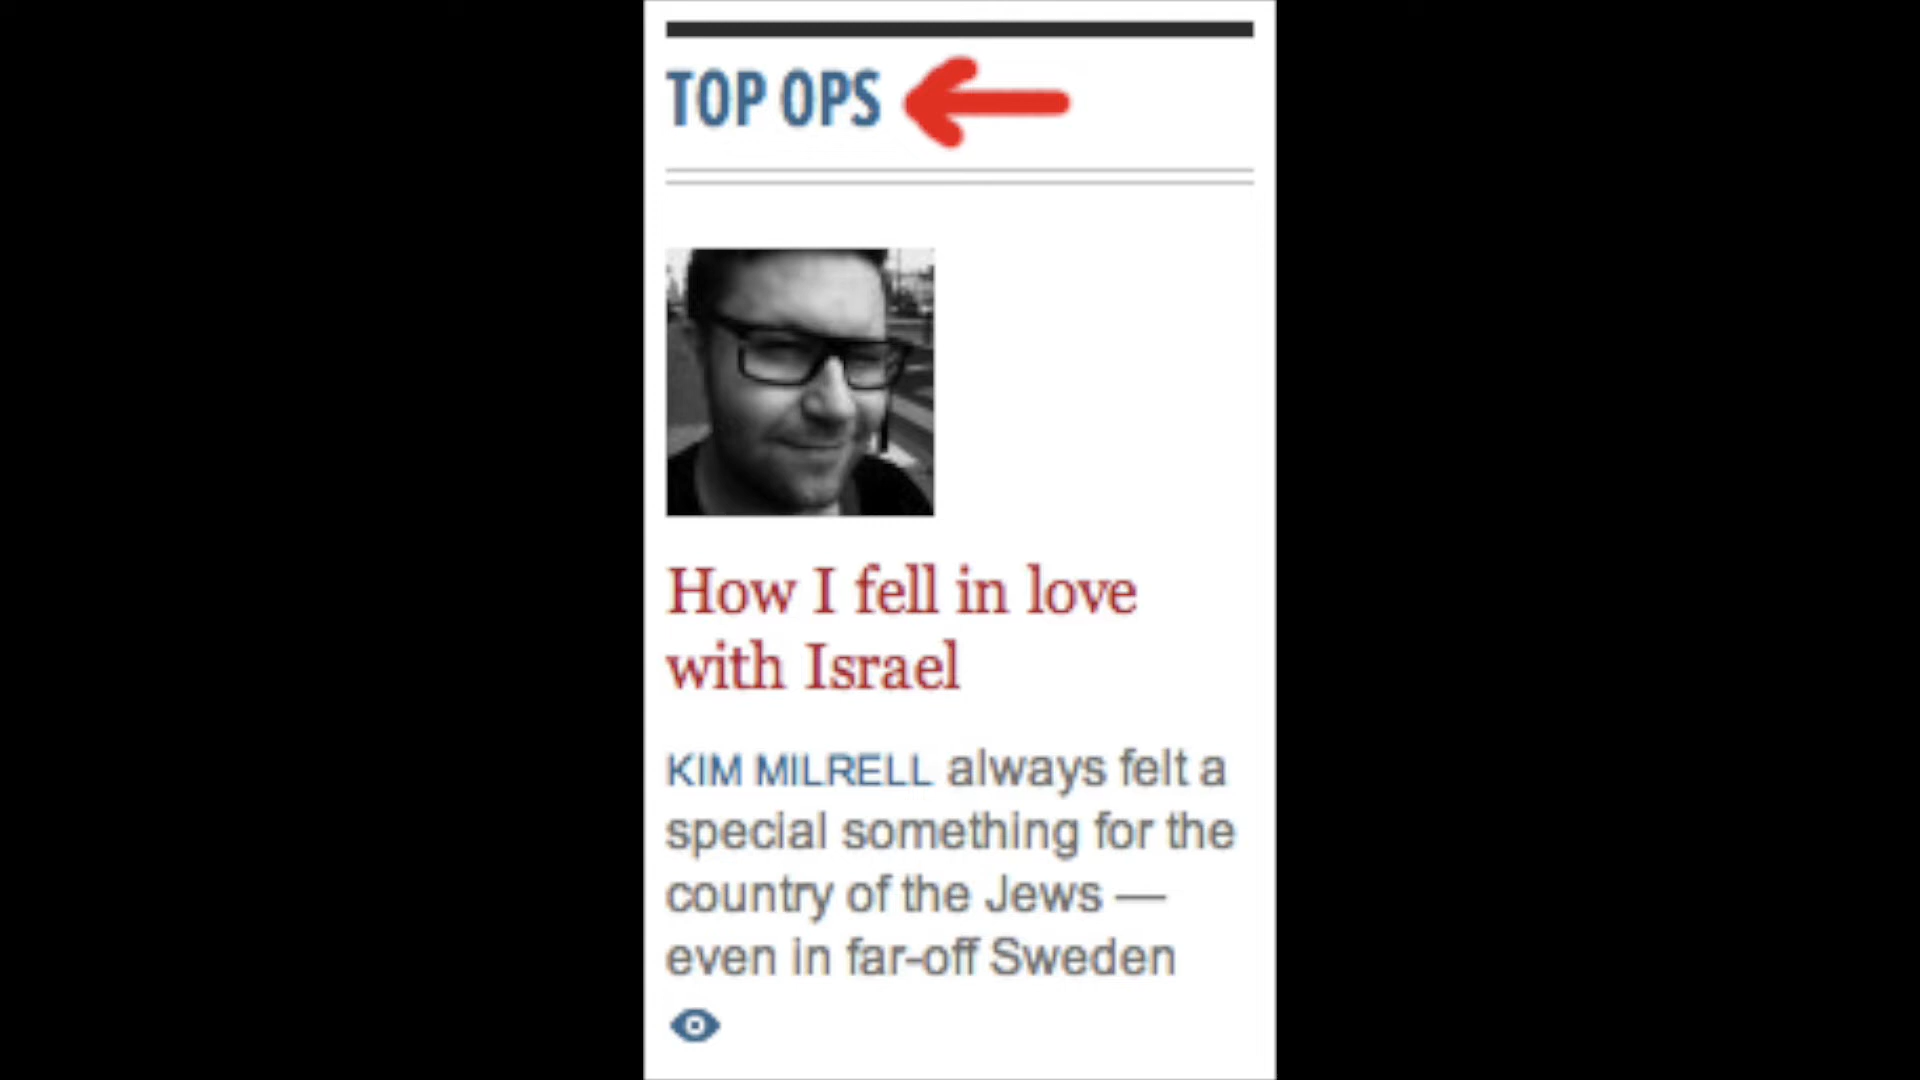 TOP OPS
How I fell in love
with Israel
KIM MILRELL always felt a
special something for the
country of the Jews —
even in far-off Sweden